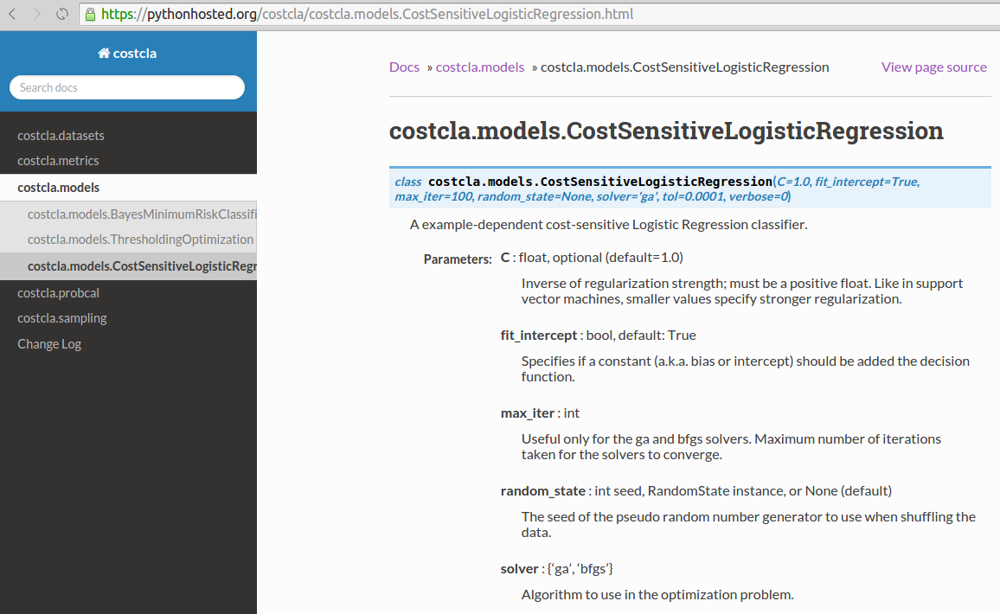 https://pythonhosted.org/costcla/costcla.models.CostSensitiveLogisticRegression.html
costcla
Search docs
costcla.datasets
costcla.metrics
costcla.models
costcla.models.BayesMinimumRiskClassifi
costcla.models.ThresholdingOptimization
costcla.models.CostSensitiveLogisticRegr
costcla.probcal
costcla.sampling
Change Log
Docs » costcla.models » costcla.models.CostSensitiveLogisticRegression
View page source
costcla.models.CostSensitiveLogisticRegression
class costcla.models.CostSensitiveLogisticRegression(C=1.0, fit_intercept=True,
max_iter=100, random_state=None, solver='ga', tol=0.0001, verbose=0)
A example-dependent cost-sensitive Logistic Regression classifier.
Parameters: C : float, optional (default=1.0)
Inverse of regularization strength; must be a positive float. Like in support
vector machines, smaller values specify stronger regularization.
fit_intercept : bool, default: True
Specifies if a constant (a.k.a. bias or intercept) should be added the decision
function.
max_iter : int
Useful only for the ga and bfgs solvers. Maximum number of iterations
taken for the solvers to converge.
random_state : int seed, RandomState instance, or None (default)
The seed of the pseudo random number generator to use when shuffling the
data.
solver : {‘ga’, ‘bfgs’}
Algorithm to use in the optimization problem.